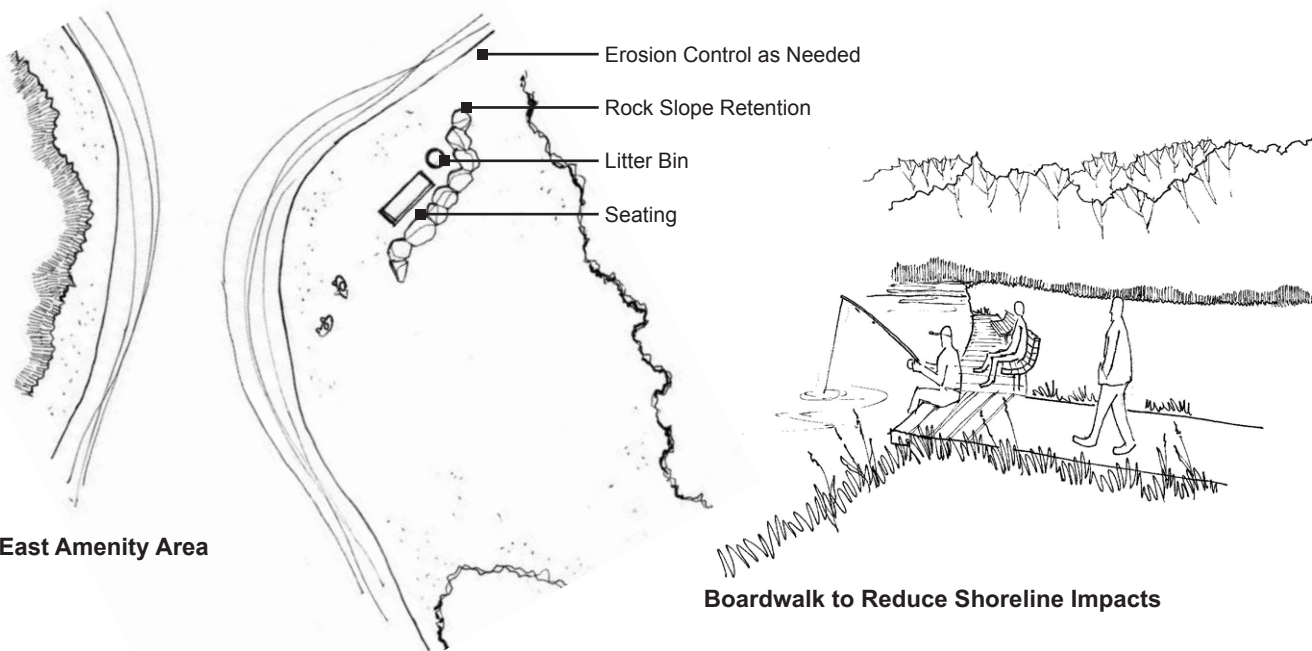 Erosion Control as Needed
Rock Slope Retention
Litter Bin
Seating
East Amenity Area
Boardwalk to Reduce Shoreline Impacts